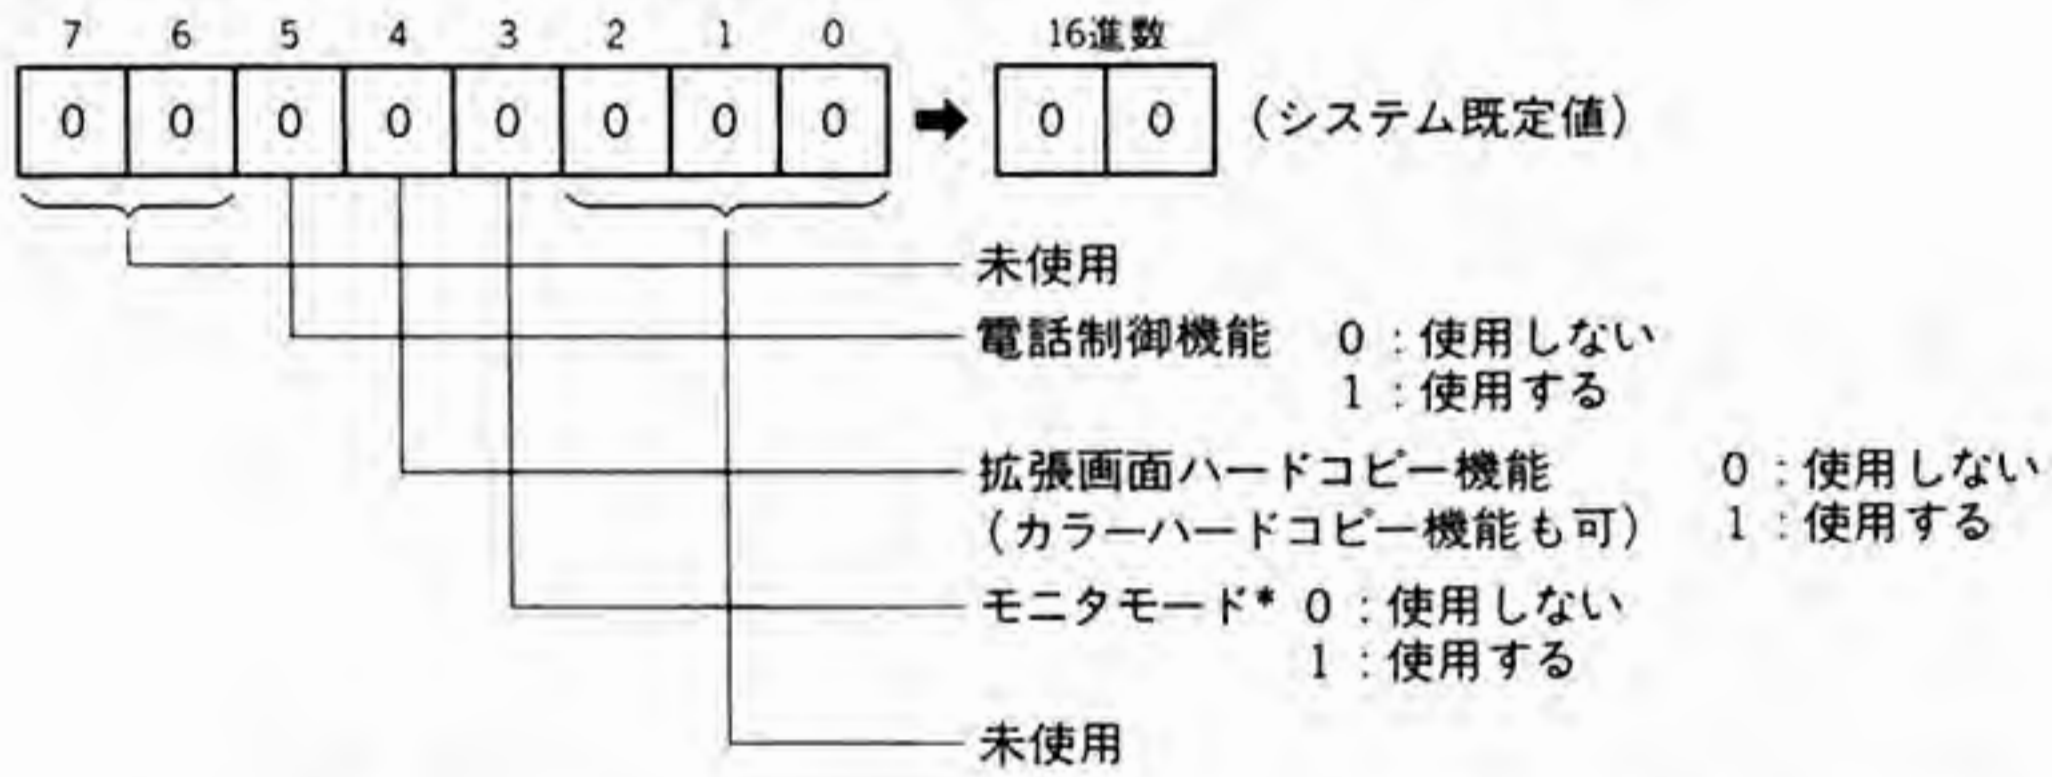 7 6 5 4 3 2 1 0 16進数
0 0 0 0 0 0 0 0 ➡ 0 0 (システム既定値)
未使用
電話制御機能 0:使用しない
1:使用する
拡張画面ハードコピー機能 0:使用しない
(カラーハードコピー機能も可) 1:使用する
モニタモード* 0:使用しない
1:使用する
未使用